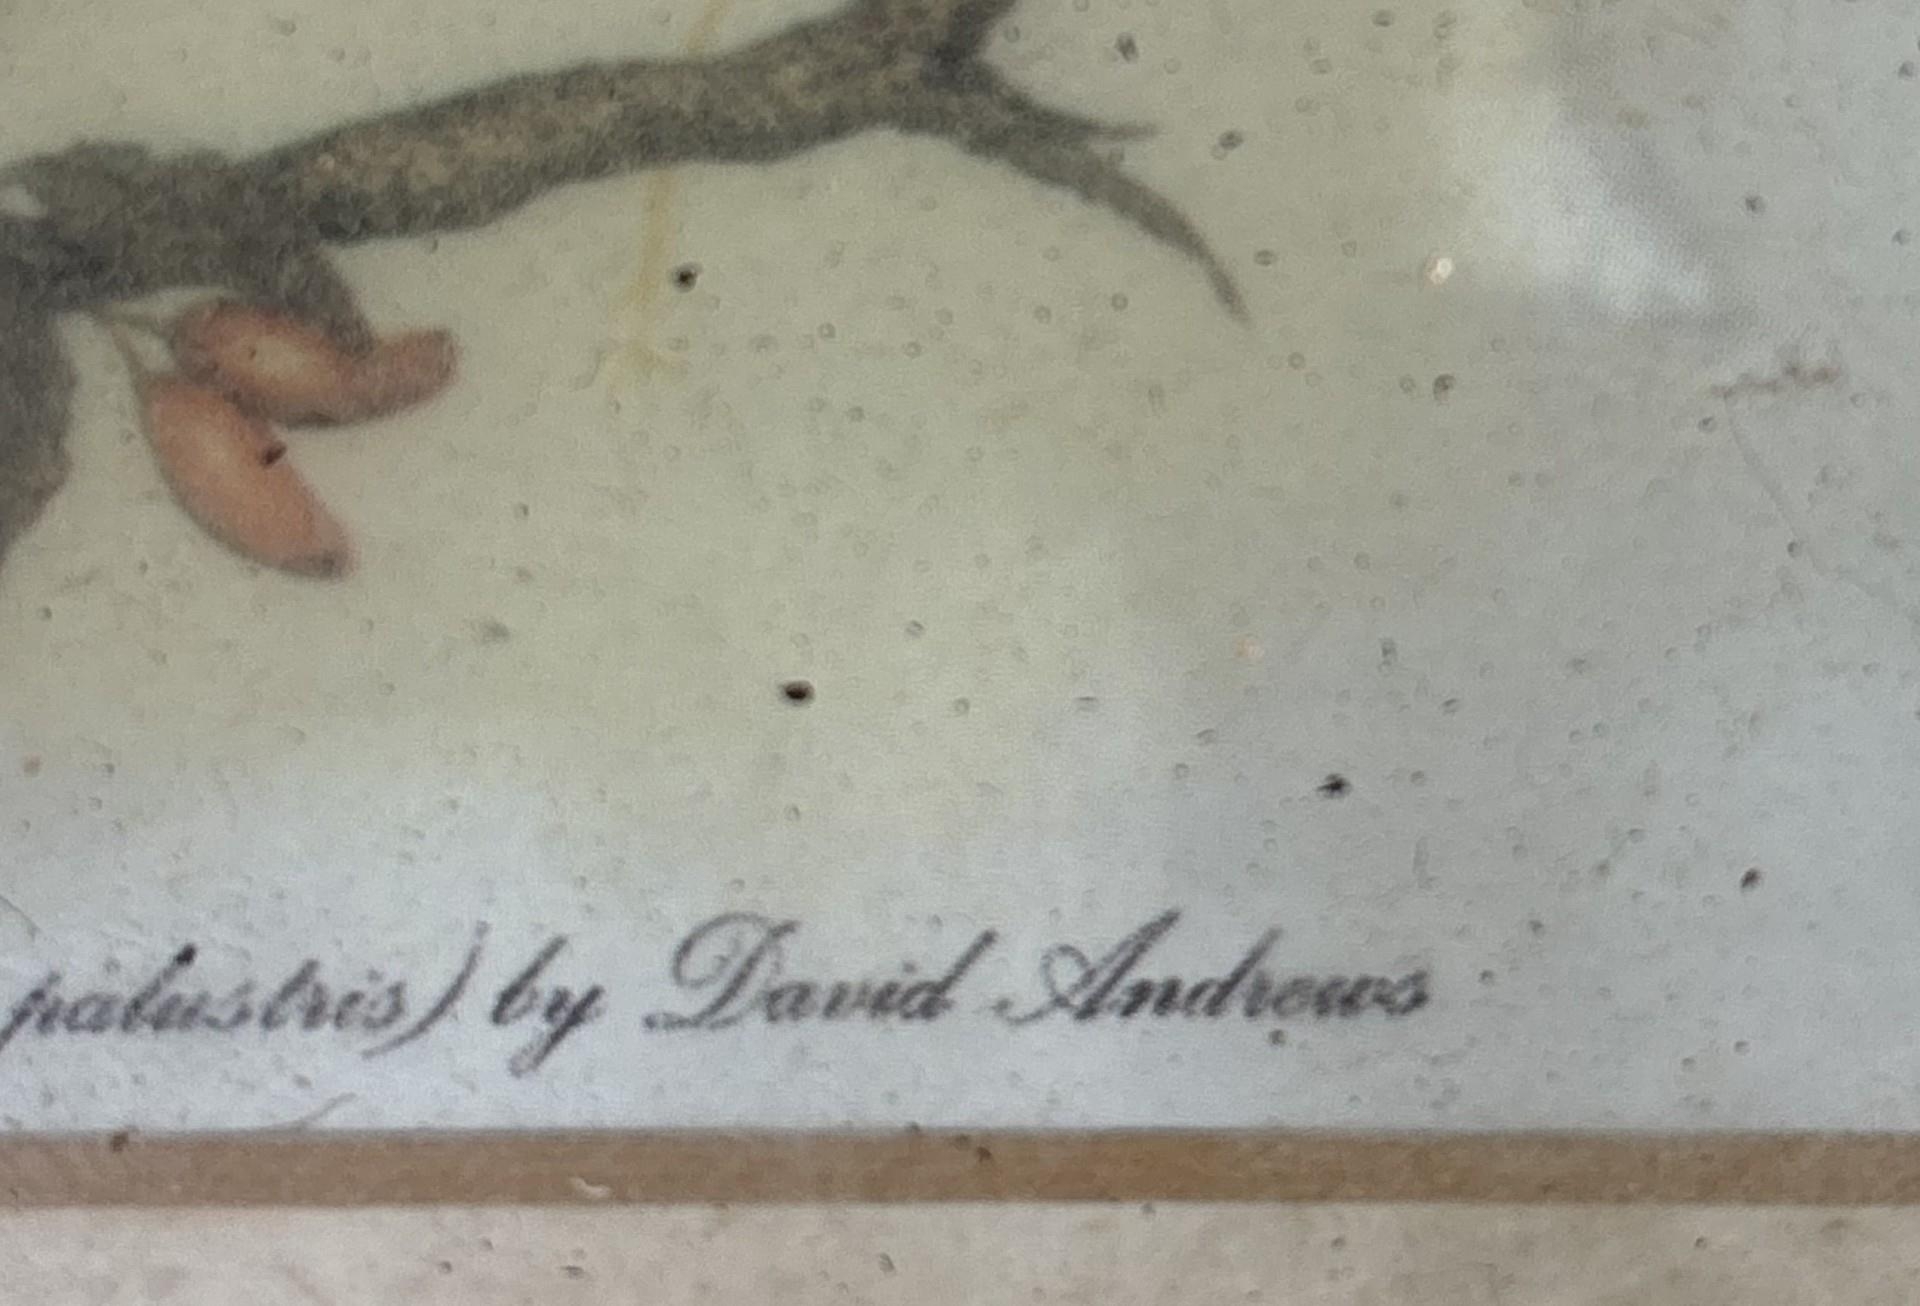 palustris) by David Andrews